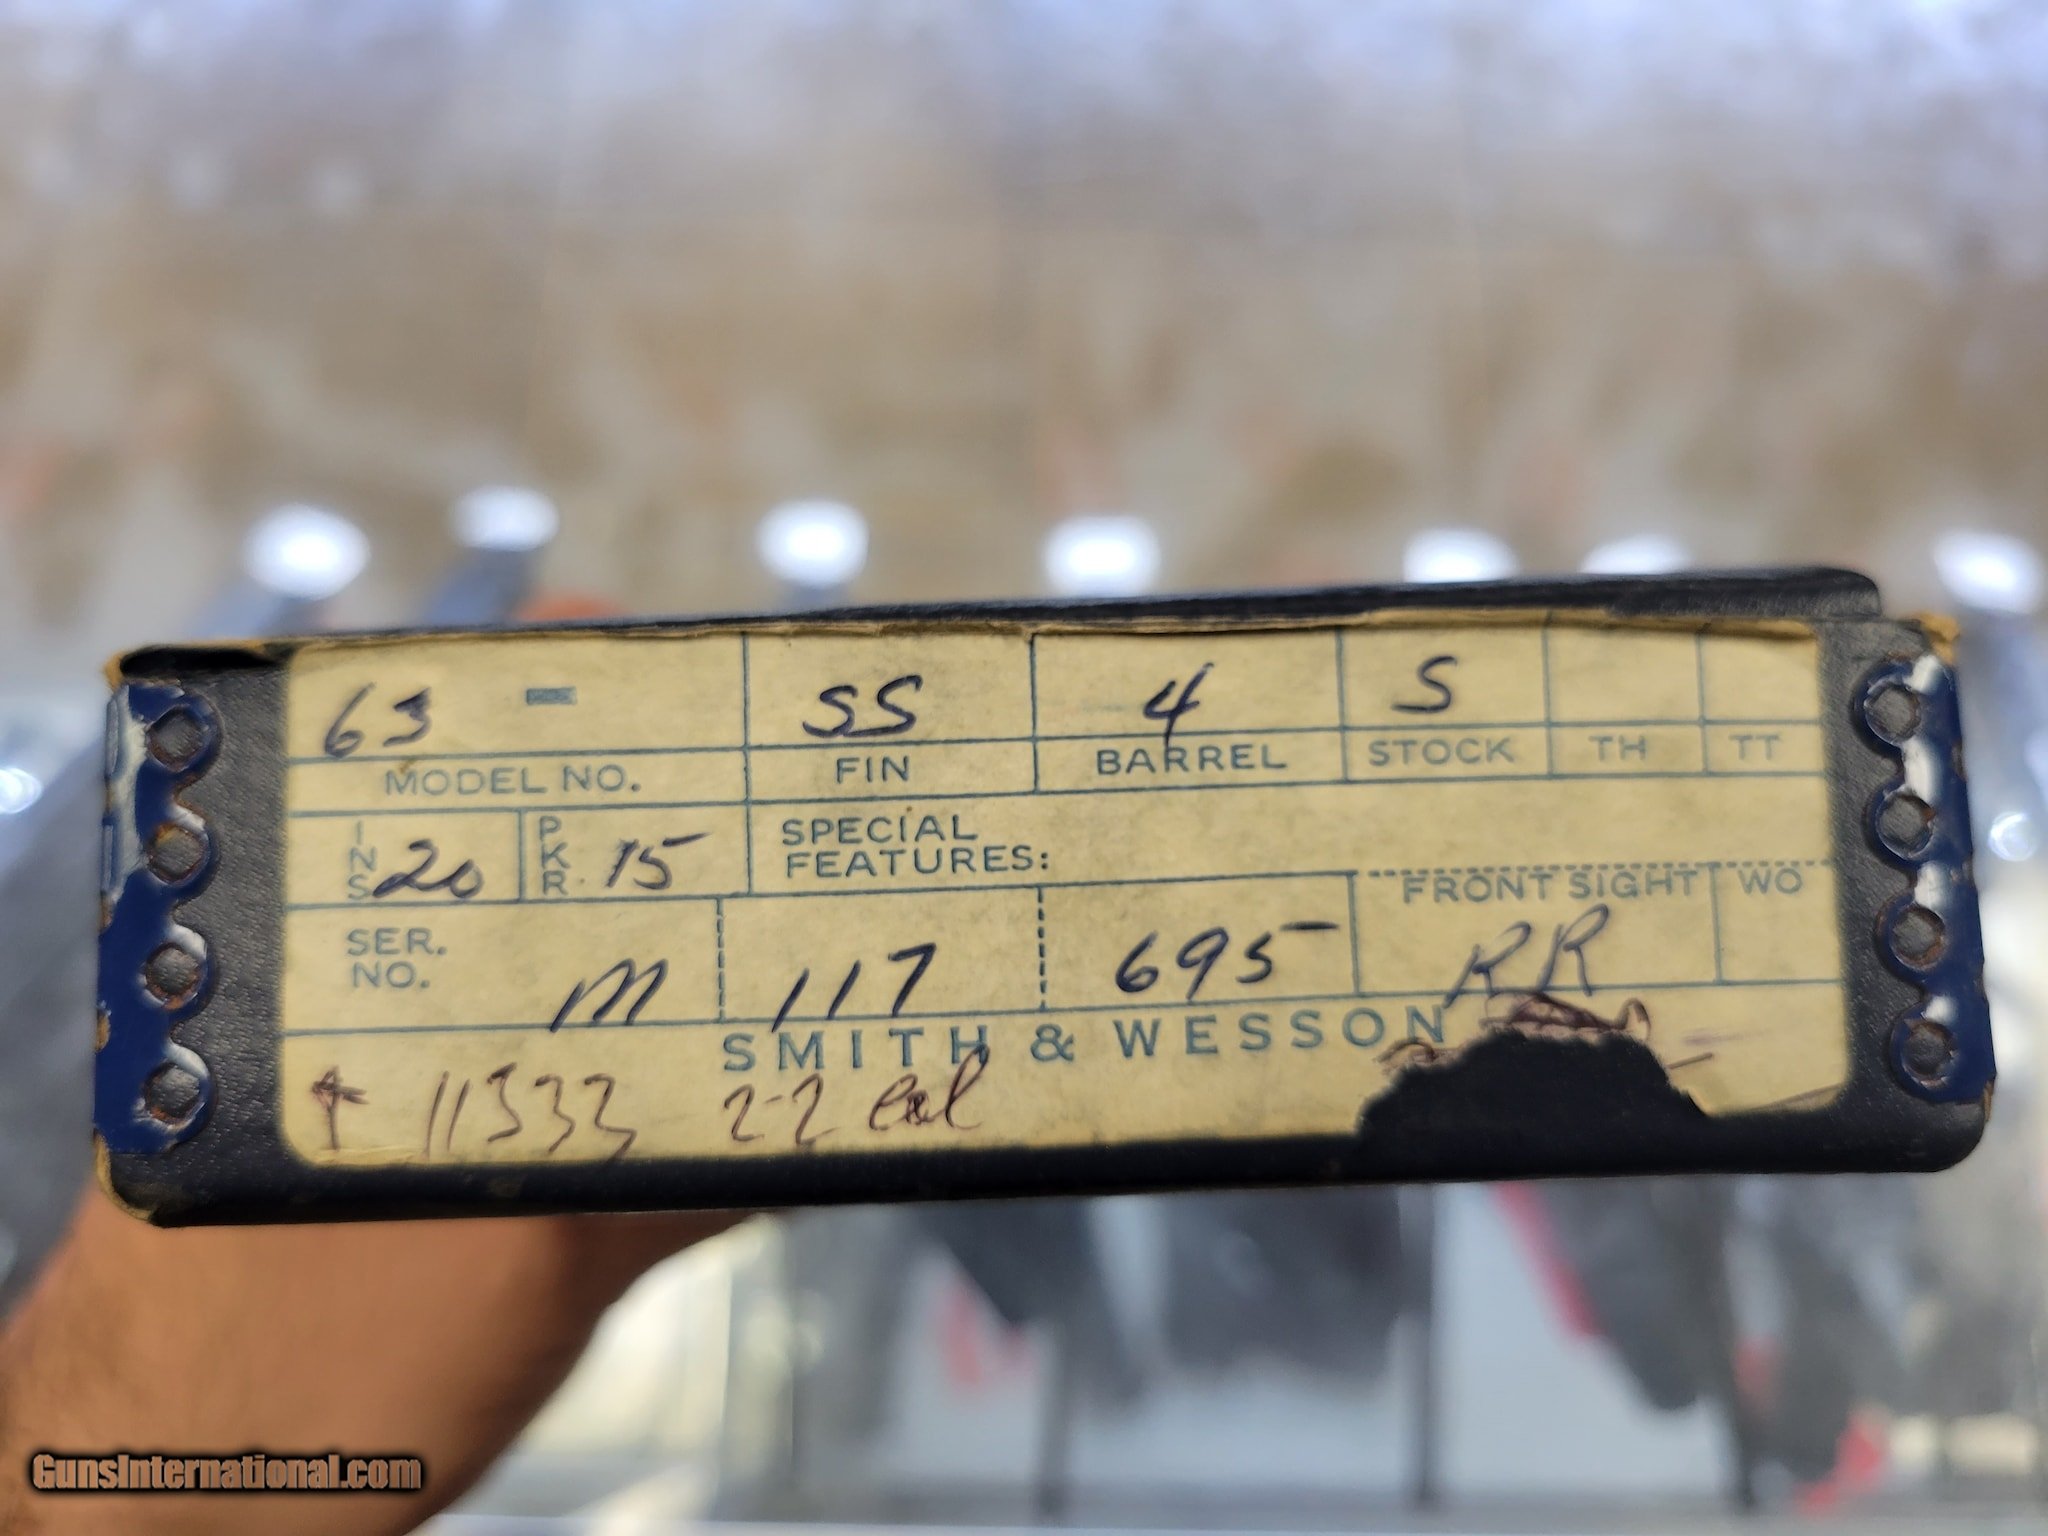 63 - SS 4 S
MODEL NO. FIN BARREL STOCK TH TT
INS 20 PKR. 15 SPECIAL
FEATURES:
FRONT SIGHT WO
SER.
NO. M 117 695 RR
SMITH & WESSON
11333 22 cal
GunsInternational.com